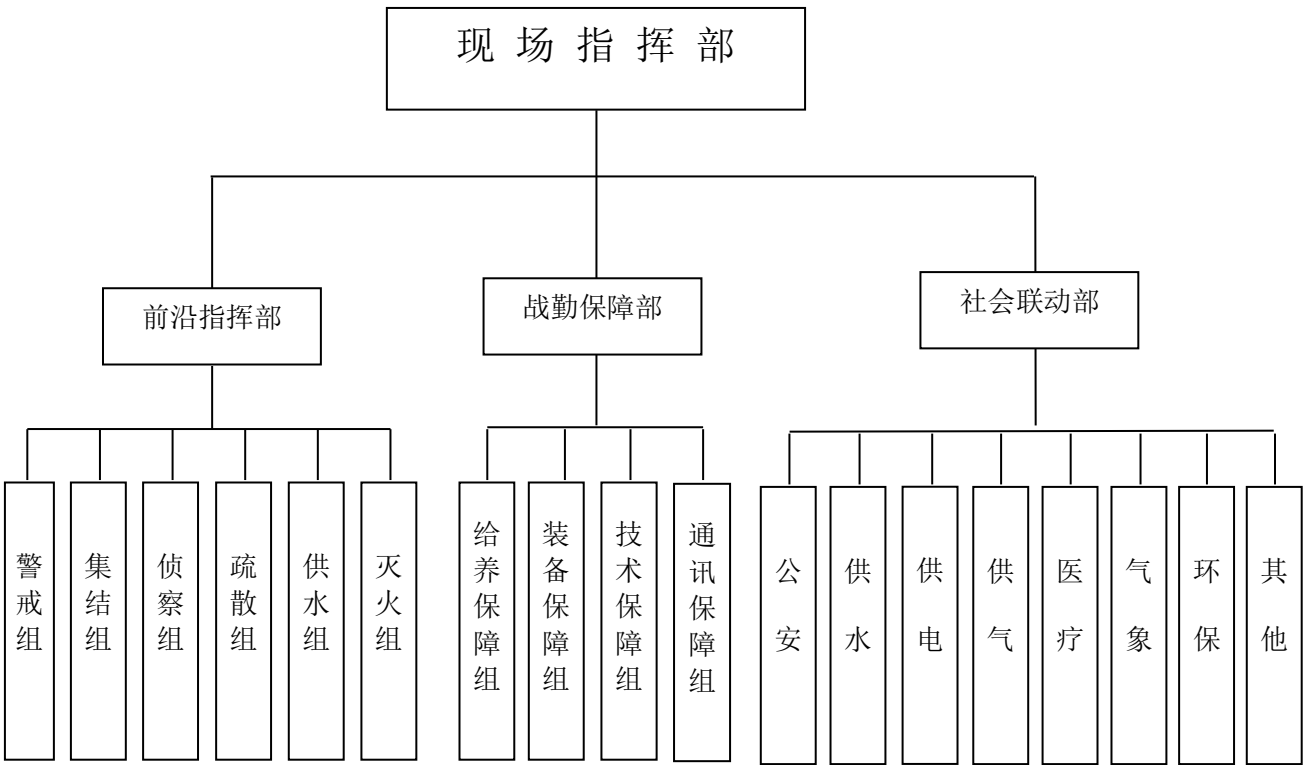 现场指挥部
前沿指挥部
战勤保障部
社会联动部
警戒组
集结组
侦察组
疏散组
供水组
灭火组
给养保障组
装备保障组
技术保障组
通讯保障组
公安
供水
供电
供气
医疗
气象
环保
其他